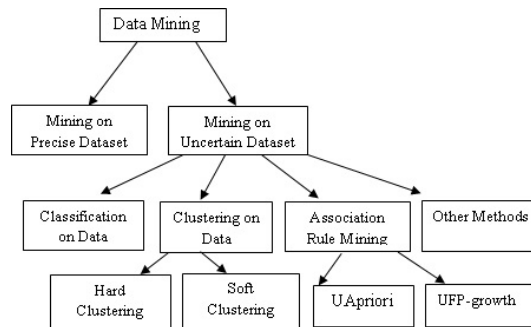 Data Mining
Mining on
Precise Dataset
Mining on
Uncertain Dataset
Classification
on Data
Clustering on
Data
Association
Rule Mining
Other Methods
Hard
Clustering
Soft
Clustering
UApriori
UFP-growth